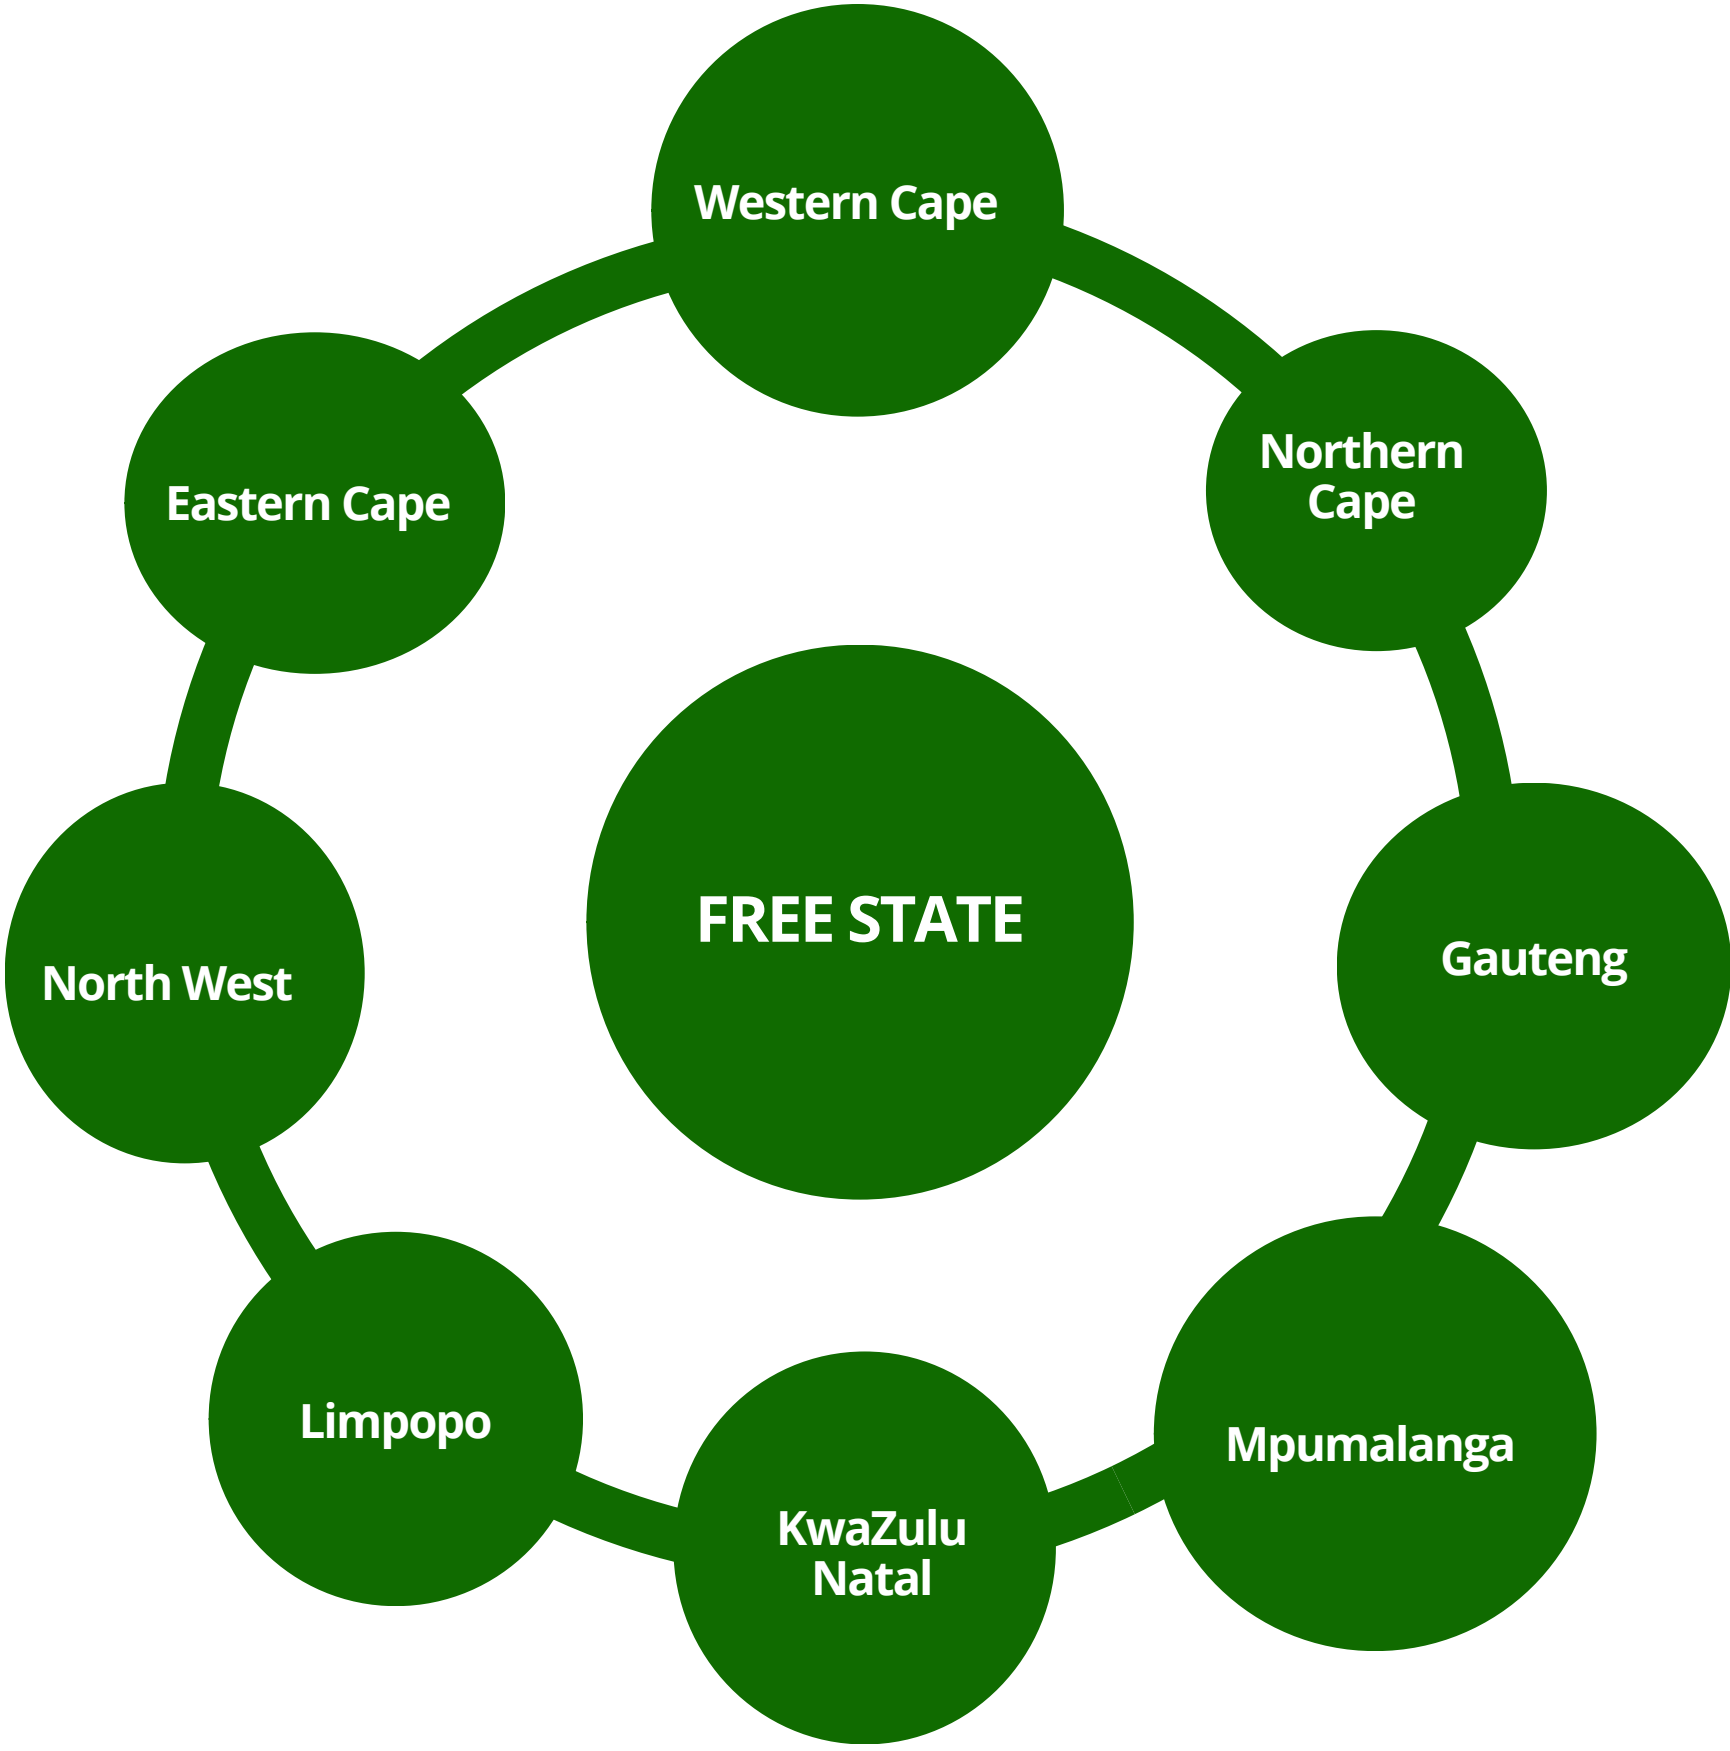 Western Cape
Northern
Cape
Eastern Cape
FREE STATE
Gauteng
North West
Limpopo
Mpumalanga
KwaZulu
Natal